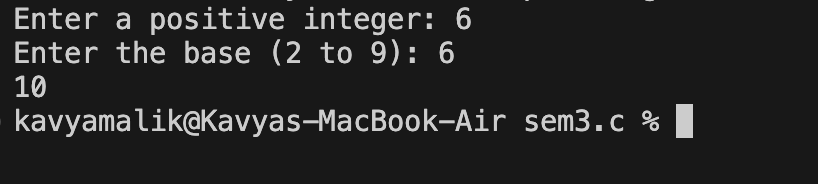 Enter a positive integer: 6
Enter the base (2 to 9): 6
10
kavyamalik@Kavyas-MacBook-Air sem3.c %